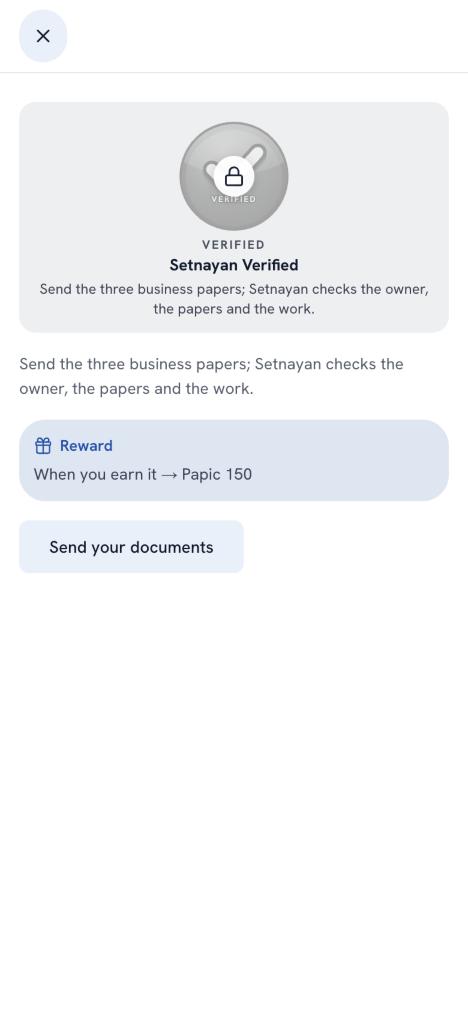 VERIFIED
VERIFIED
Setnayan Verified
Send the three business papers; Setnayan checks the owner,
the papers and the work.
Send the three business papers; Setnayan checks the
owner, the papers and the work.
Reward
When you earn it → Papic 150
Send your documents